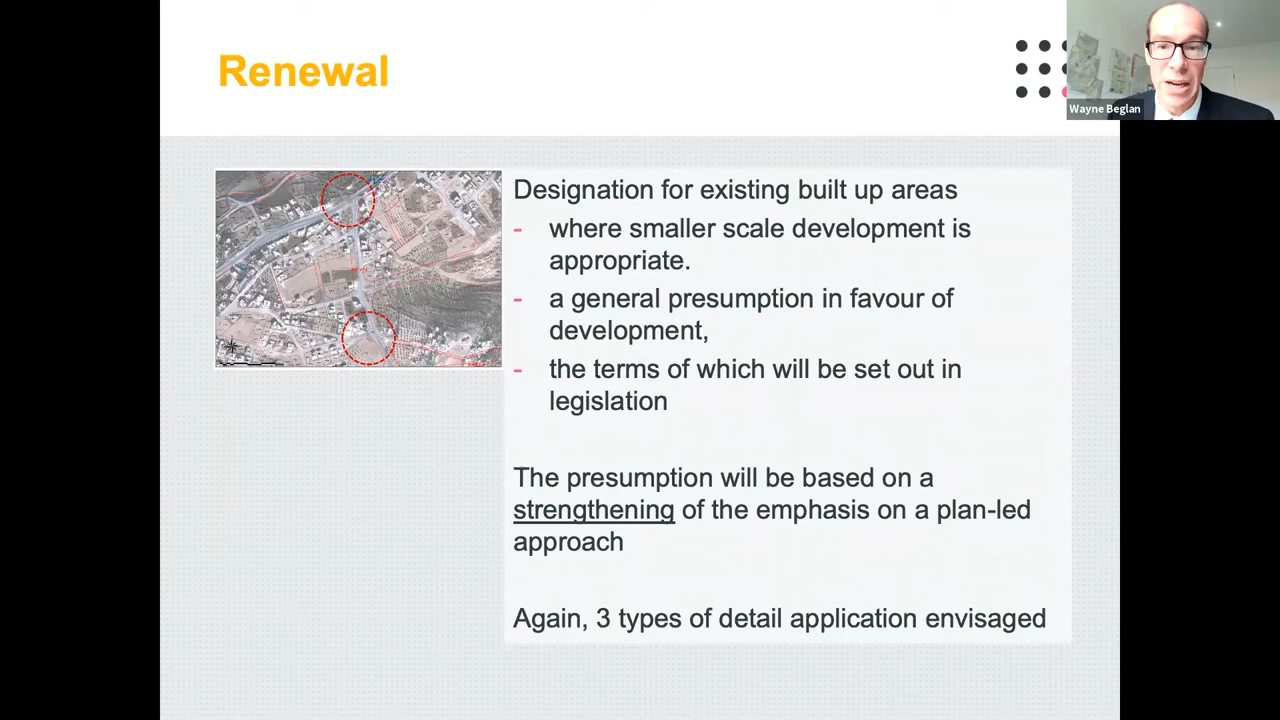 Renewal
Wayne Beglan
Designation for existing built up areas
- where smaller scale development is
appropriate.
- a general presumption in favour of
development,
- the terms of which will be set out in
legislation
The presumption will be based on a
strengthening of the emphasis on a plan-led
approach
Again, 3 types of detail application envisaged